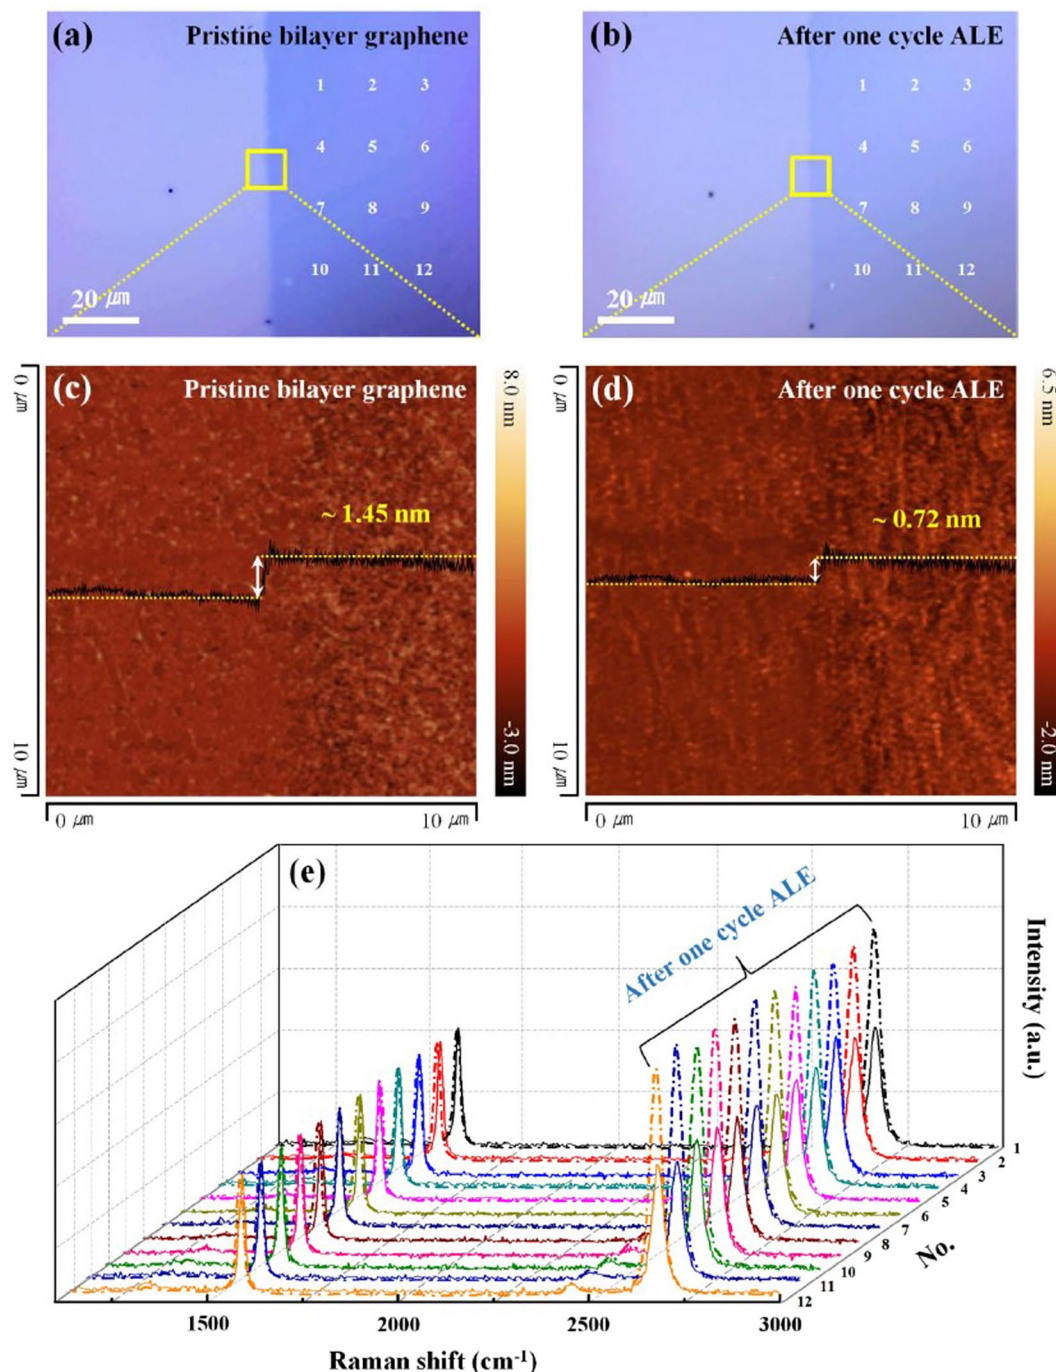 (a) Pristine bilayer graphene
1 2 3
4 5 6
7 8 9
10 11 12
20 ㎛
(b) After one cycle ALE
1 2 3
4 5 6
7 8 9
10 11 12
20 ㎛
(c) Pristine bilayer graphene
~ 1.45 nm
0 ㎛
10 ㎛
0 ㎛ 10 ㎛
8.0 nm
-3.0 nm
(d) After one cycle ALE
~ 0.72 nm
0 ㎛
10 ㎛
0 ㎛ 10 ㎛
6.5 nm
-2.0 nm
(e)
After one cycle ALE
Intensity (a.u.)
1
2
3
4
5
6
7
8
9
10
11
12
No.
1500 2000 2500 3000
Raman shift (cm⁻¹)